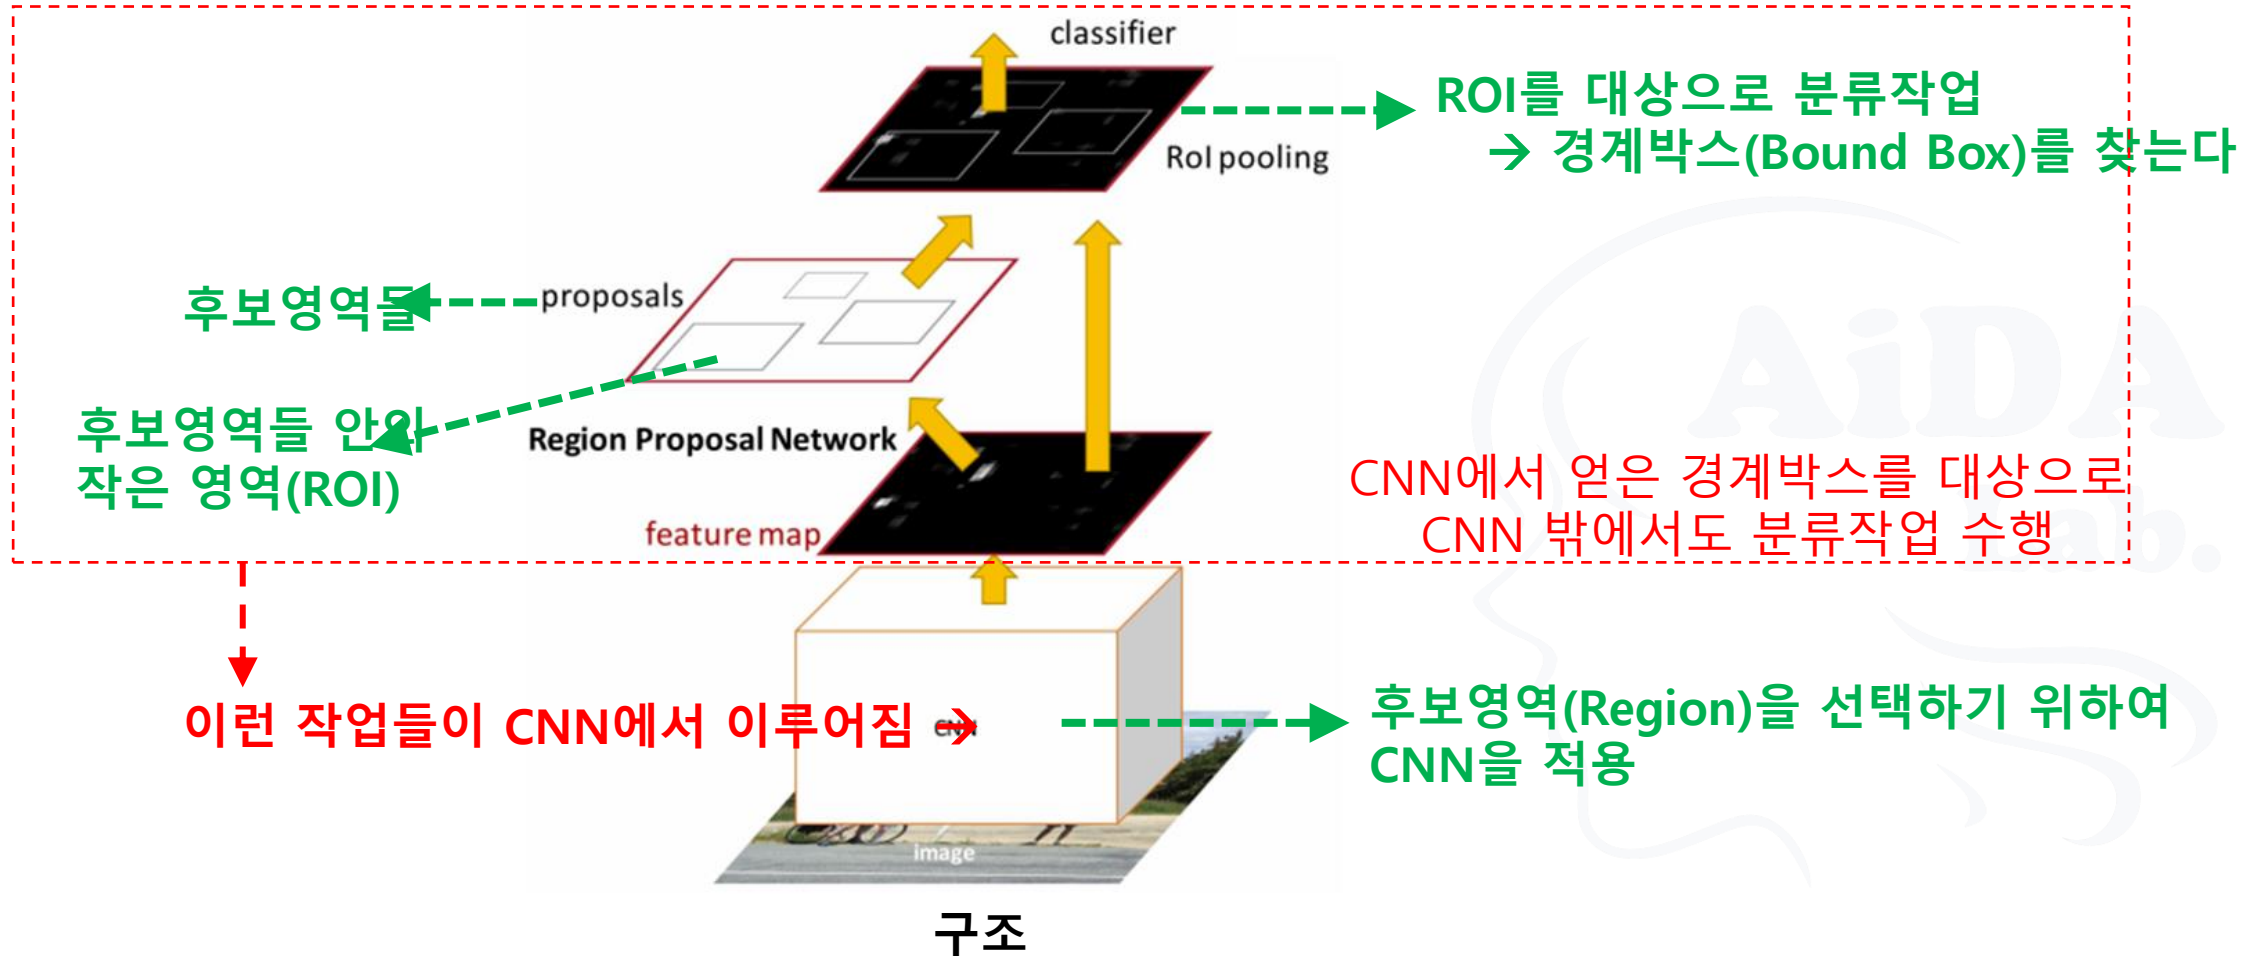 classifier
ROI를 대상으로 분류작업
→ 경계박스(Bound Box)를 찾는다
RoI pooling
후보영역들
proposals
후보영역들 안의
작은 영역(ROI)
Region Proposal Network
CNN에서 얻은 경계박스를 대상으로
CNN 밖에서도 분류작업 수행
feature map
이런 작업들이 CNN에서 이루어짐 →
CNN
후보영역(Region)을 선택하기 위하여
CNN을 적용
image
구조
AiDA
Lab.